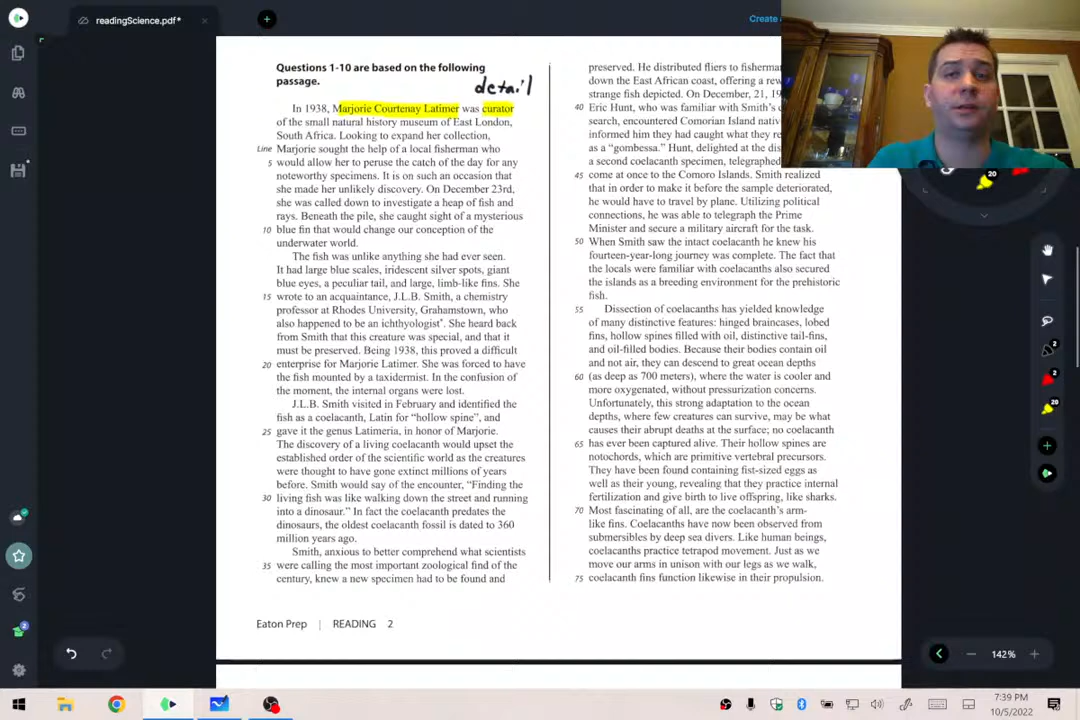 readingScience.pdf*
Create a
Questions 1-10 are based on the following
passage.
detail
In 1938, Marjorie Courtenay Latimer was curator
of the small natural history museum of East London,
South Africa. Looking to expand her collection,
Line Marjorie sought the help of a local fisherman who
5 would allow her to peruse the catch of the day for any
noteworthy specimens. It is on such an occasion that
she made her unlikely discovery. On December 23rd,
she was called down to investigate a heap of fish and
rays. Beneath the pile, she caught sight of a mysterious
10 blue fin that would change our conception of the
underwater world.
The fish was unlike anything she had ever seen.
It had large blue scales, iridescent silver spots, giant
blue eyes, a peculiar tail, and large, limb-like fins. She
15 wrote to an acquaintance, J.L.B. Smith, a chemistry
professor at Rhodes University, Grahamstown, who
also happened to be an ichthyologist*. She heard back
from Smith that this creature was special, and that it
must be preserved. Being 1938, this proved a difficult
20 enterprise for Marjorie Latimer. She was forced to have
the fish mounted by a taxidermist. In the confusion of
the moment, the internal organs were lost.
J.L.B. Smith visited in February and identified the
fish as a coelacanth, Latin for “hollow spine”, and
25 gave it the genus Latimeria, in honor of Marjorie.
The discovery of a living coelacanth would upset the
established order of the scientific world as the creatures
were thought to have gone extinct millions of years
before. Smith would say of the encounter, “Finding the
30 living fish was like walking down the street and running
into a dinosaur.” In fact the coelacanth predates the
dinosaurs, the oldest coelacanth fossil is dated to 360
million years ago.
Smith, anxious to better comprehend what scientists
35 were calling the most important zoological find of the
century, knew a new specimen had to be found and
preserved. He distributed fliers to fisherma
down the East African coast, offering a rew
strange fish depicted. On December, 21, 19
40 Eric Hunt, who was familiar with Smith's
search, encountered Comorian Island native
informed him they had caught what they re
as a “gombessa.” Hunt, delighted at the dis
a second coelacanth specimen, telegraphed
45 come at once to the Comoro Islands. Smith realized
that in order to make it before the sample deteriorated,
he would have to travel by plane. Utilizing political
connections, he was able to telegraph the Prime
Minister and secure a military aircraft for the task.
50 When Smith saw the intact coelacanth he knew his
fourteen-year-long journey was complete. The fact that
the locals were familiar with coelacanths also secured
the islands as a breeding environment for the prehistoric
fish.
55 Dissection of coelacanths has yielded knowledge
of many distinctive features: hinged braincases, lobed
fins, hollow spines filled with oil, distinctive tail-fins,
and oil-filled bodies. Because their bodies contain oil
and not air, they can descend to great ocean depths
60 (as deep as 700 meters), where the water is cooler and
more oxygenated, without pressurization concerns.
Unfortunately, this strong adaptation to the ocean
depths, where few creatures can survive, may be what
causes their abrupt deaths at the surface; no coelacanth
65 has ever been captured alive. Their hollow spines are
notochords, which are primitive vertebral precursors.
They have been found containing fist-sized eggs as
well as their young, revealing that they practice internal
fertilization and give birth to live offspring, like sharks.
70 Most fascinating of all, are the coelacanth's arm-
like fins. Coelacanths have now been observed from
submersibles by deep sea divers. Like human beings,
coelacanths practice tetrapod movement. Just as we
move our arms in unison with our legs as we walk,
75 coelacanth fins function likewise in their propulsion.
Eaton Prep | READING 2
20
2
2
20
2
142%
7:39 PM
10/5/2022